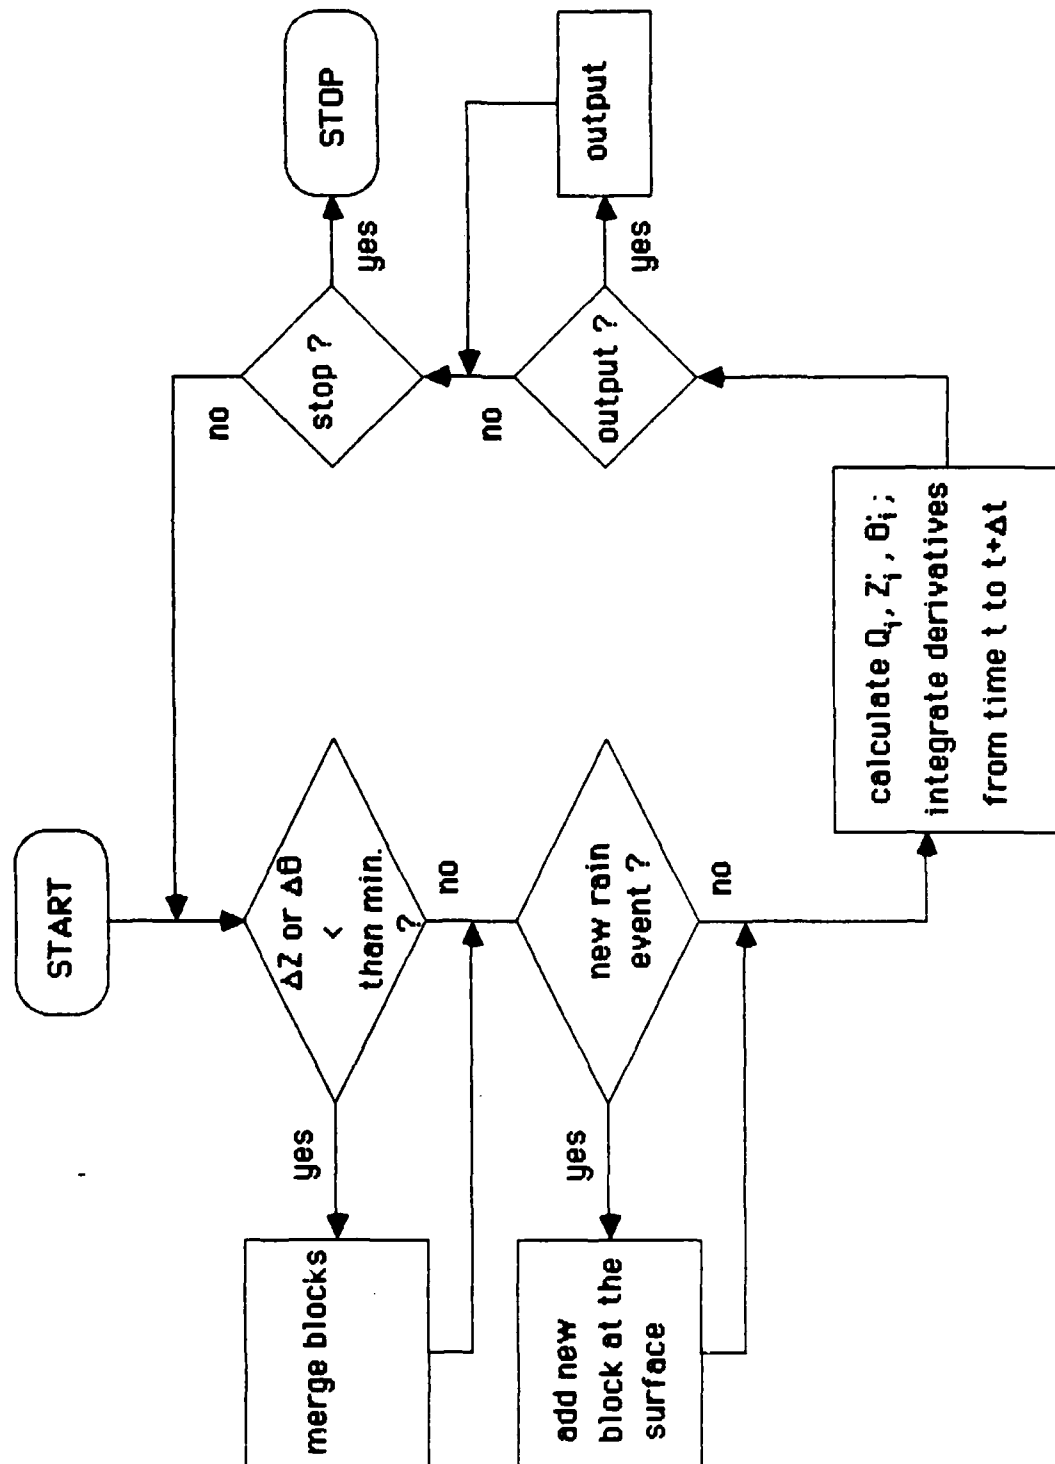 START
ΔZ or Δθ
<
than min.
?
yes
no
merge blocks
new rain
event ?
yes
no
add new
block at the
surface
calculate Qᵢ, Żᵢ, θ̇ᵢ;
integrate derivatives
from time t to t+Δt
output ?
yes
no
output
stop ?
yes
no
STOP